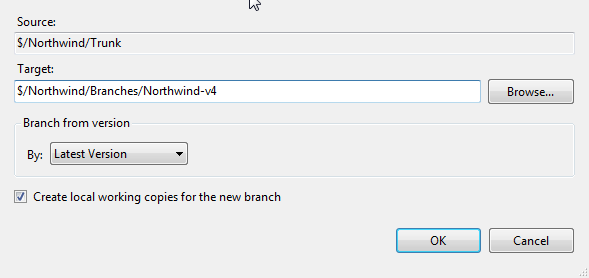 Source:
$/Northwind/Trunk
Target:
$/Northwind/Branches/Northwind-v4
Browse...
Branch from version
By: Latest Version
Create local working copies for the new branch
OK Cancel